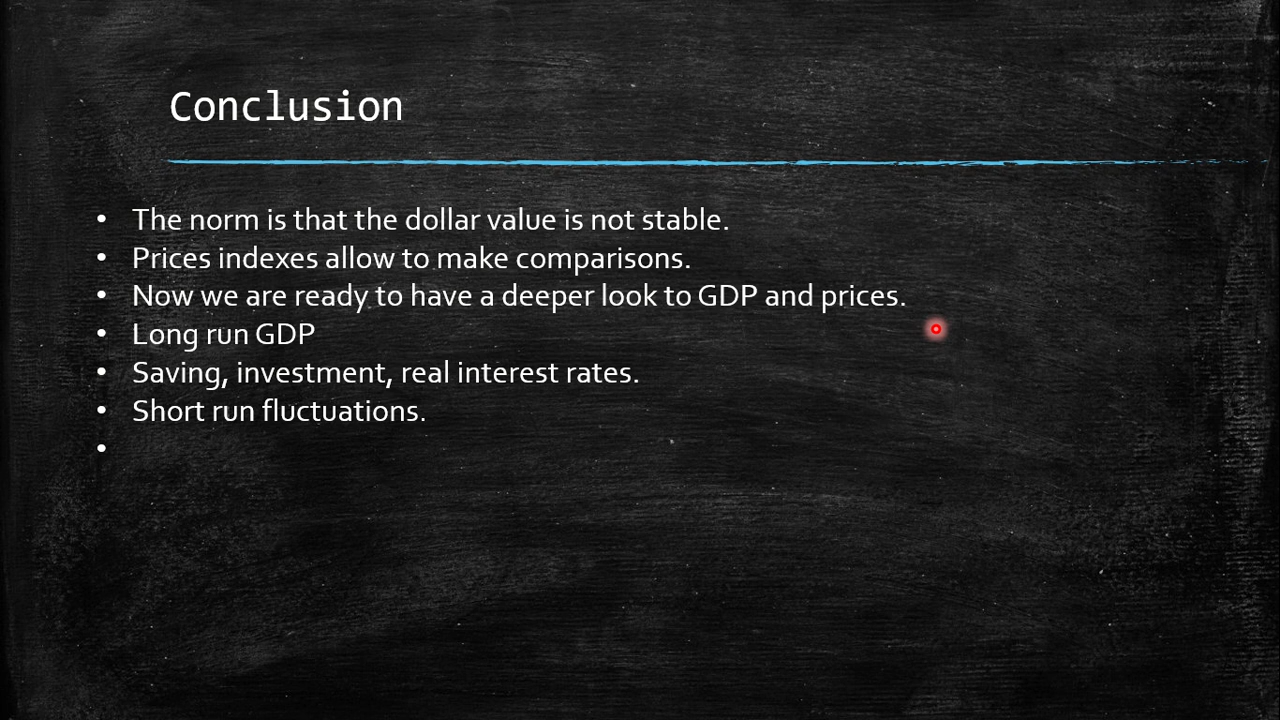 Conclusion
• The norm is that the dollar value is not stable.
• Prices indexes allow to make comparisons.
• Now we are ready to have a deeper look to GDP and prices.
• Long run GDP
• Saving, investment, real interest rates.
• Short run fluctuations.
•